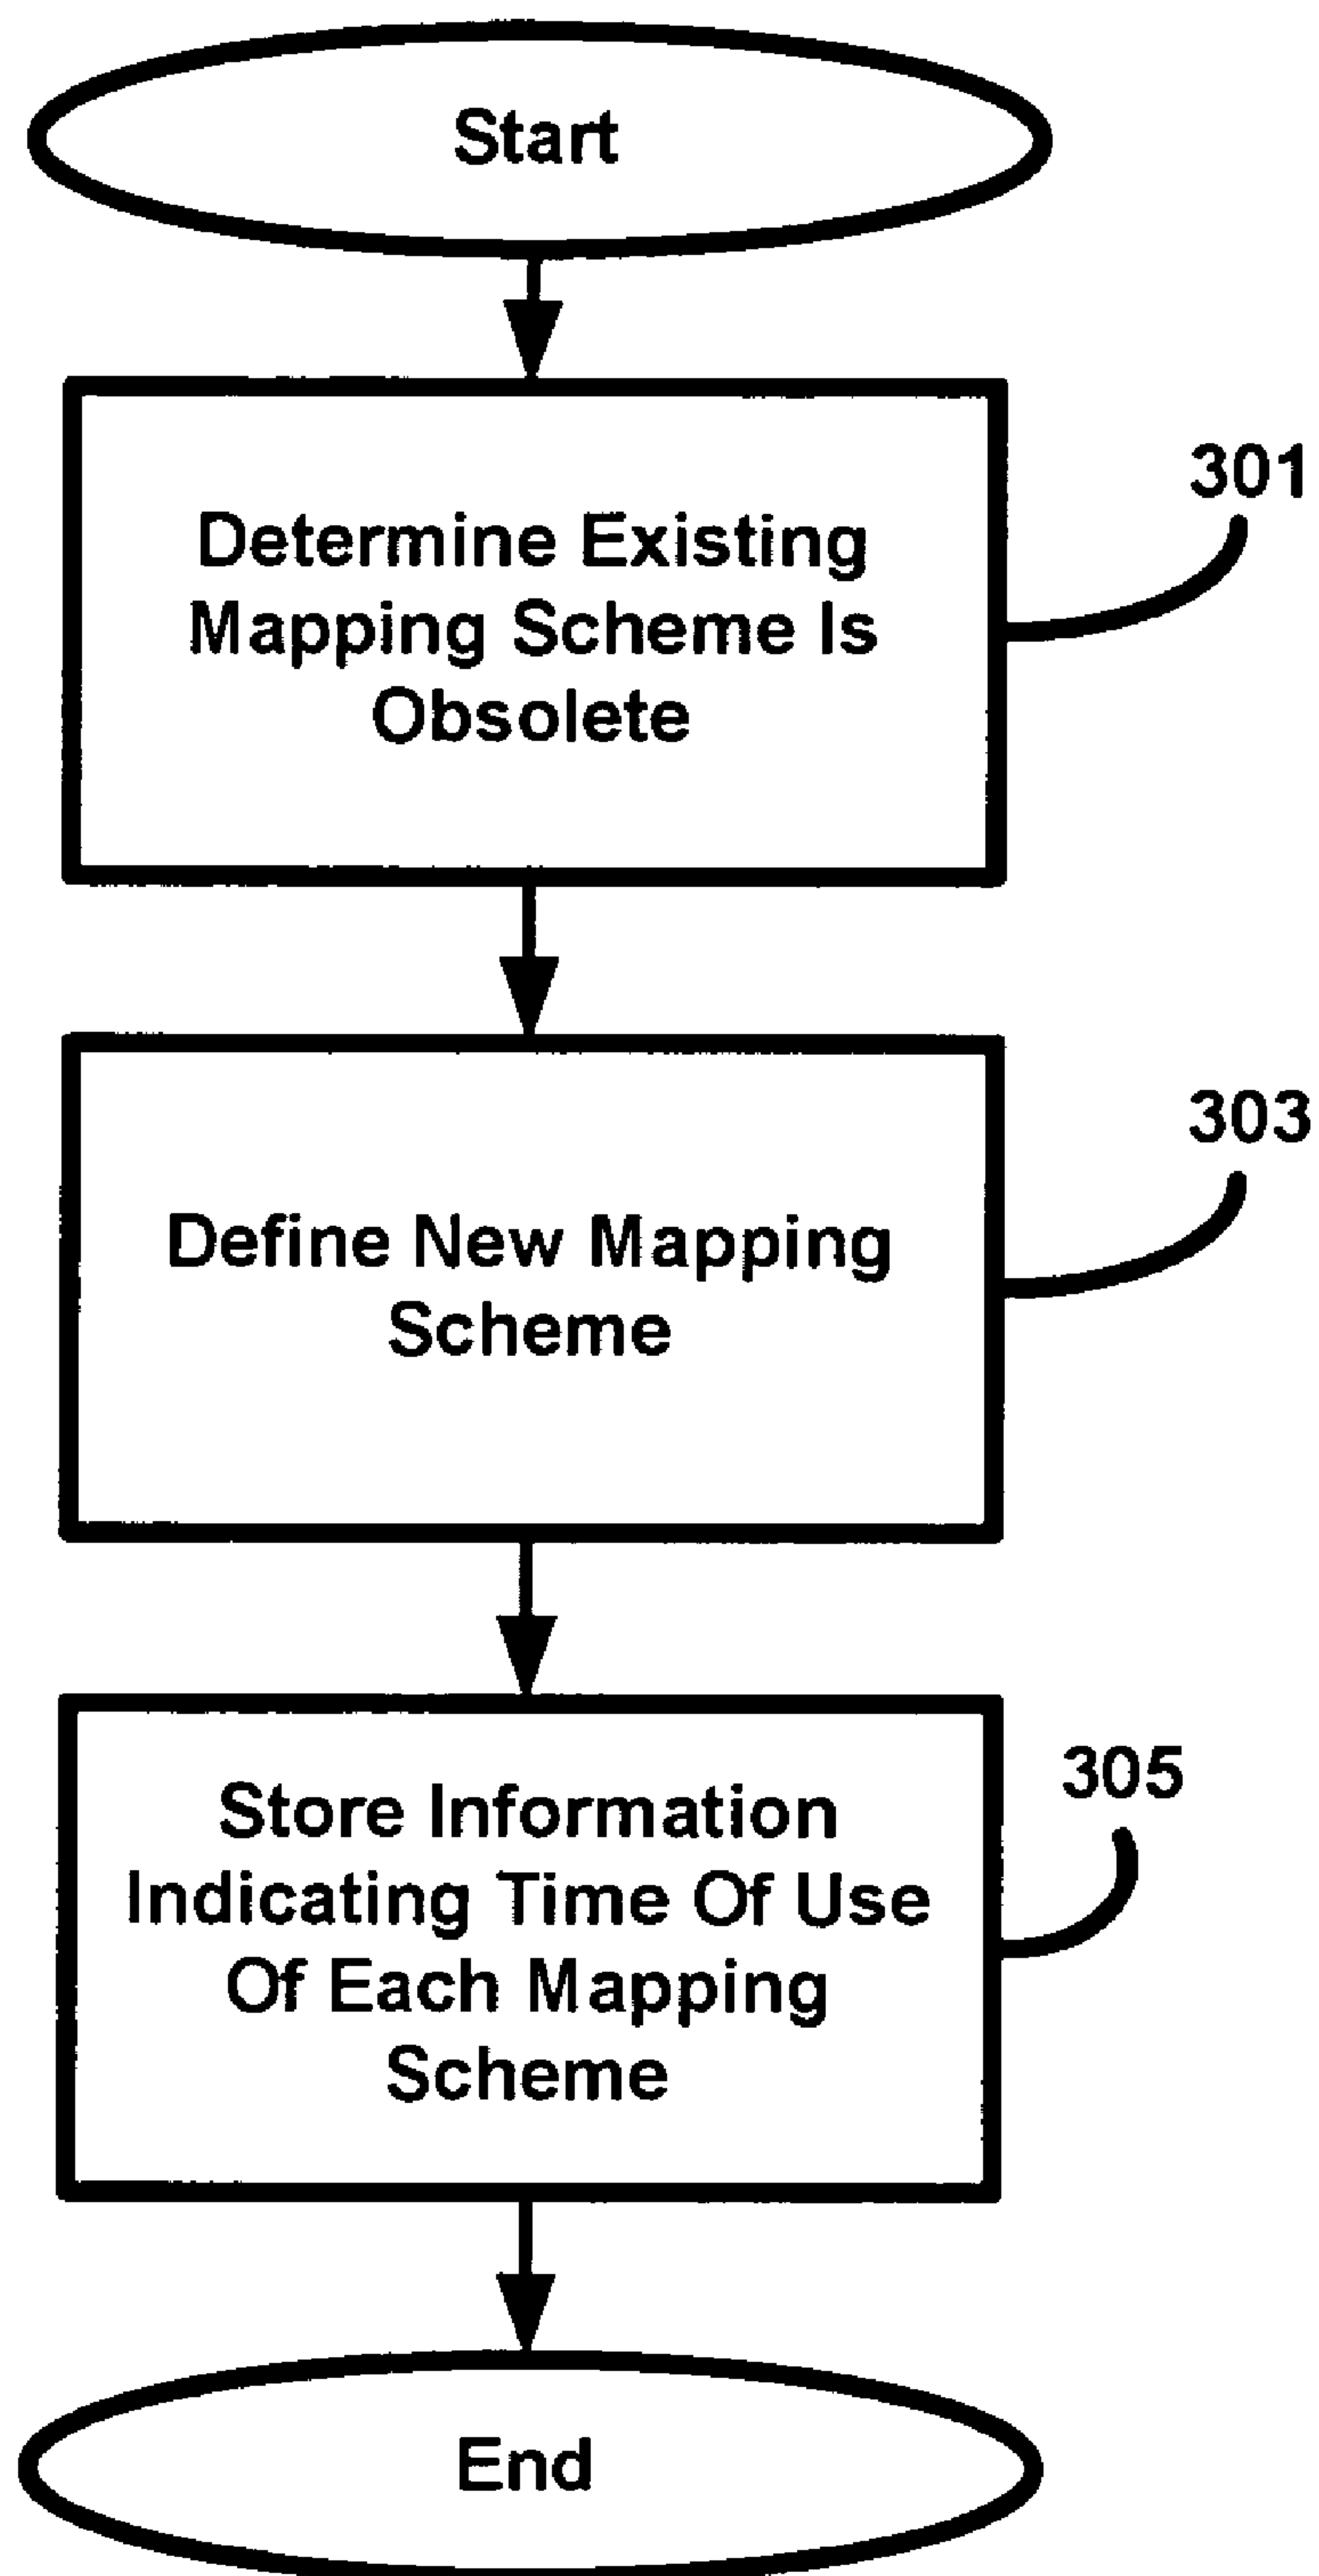 Start
301
Determine Existing
Mapping Scheme Is
Obsolete
303
Define New Mapping
Scheme
305
Store Information
Indicating Time Of Use
Of Each Mapping
Scheme
End